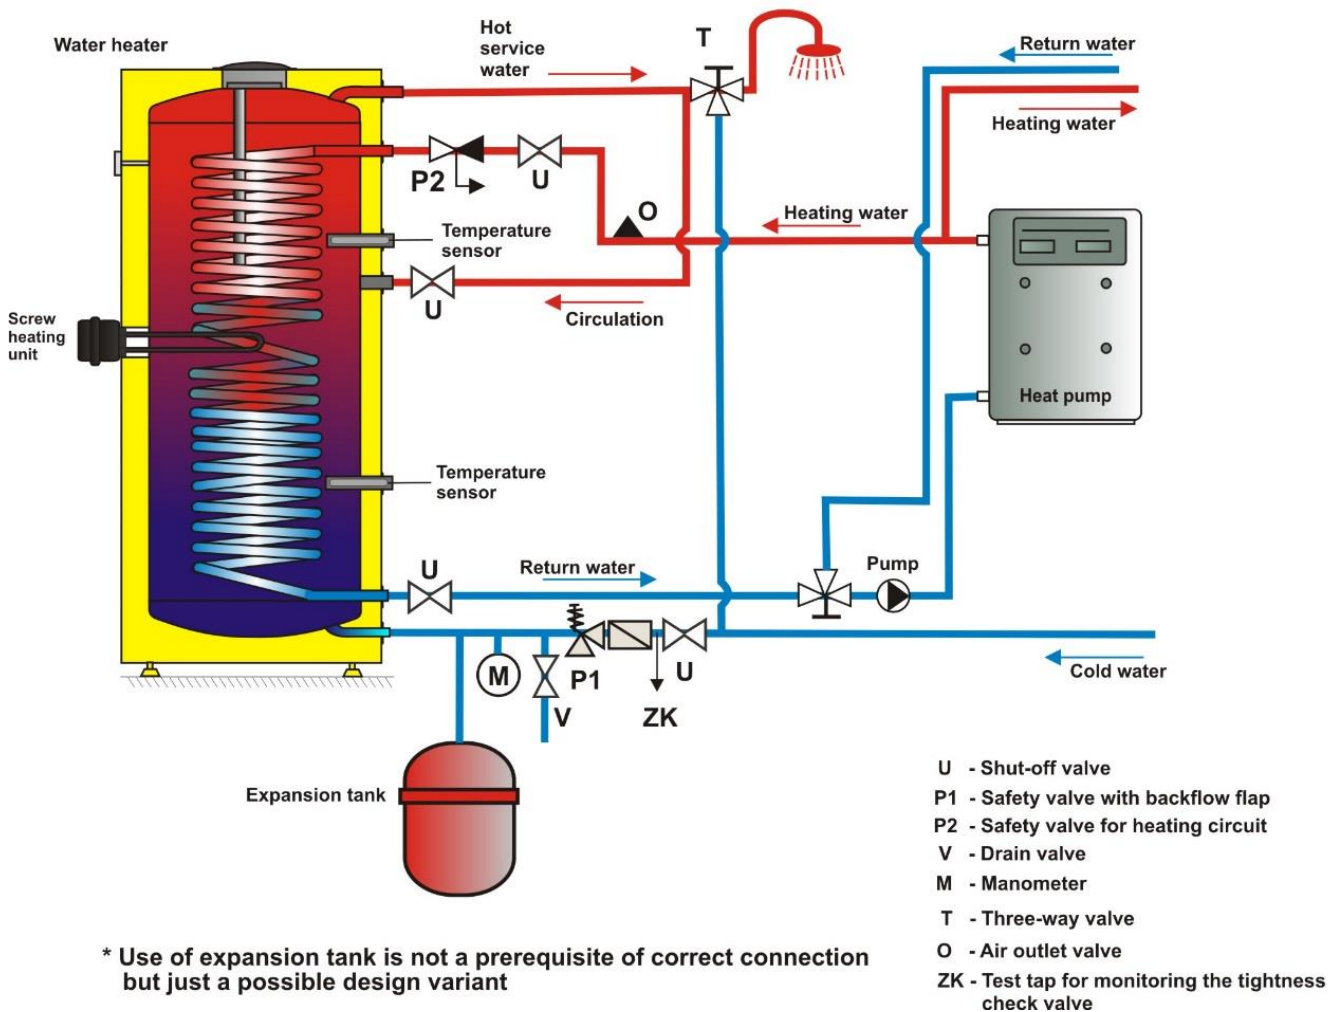 Water heater
Hot
service
water
T
Return water
Heating water
P2
U
O
Heating water
Temperature
sensor
U
Circulation
Screw
heating
unit
Heat pump
Temperature
sensor
U
Return water
Pump
M
V
P1
ZK
U
Cold water
Expansion tank
U - Shut-off valve
P1 - Safety valve with backflow flap
P2 - Safety valve for heating circuit
V - Drain valve
M - Manometer
T - Three-way valve
O - Air outlet valve
ZK - Test tap for monitoring the tightness
check valve
* Use of expansion tank is not a prerequisite of correct connection
but just a possible design variant